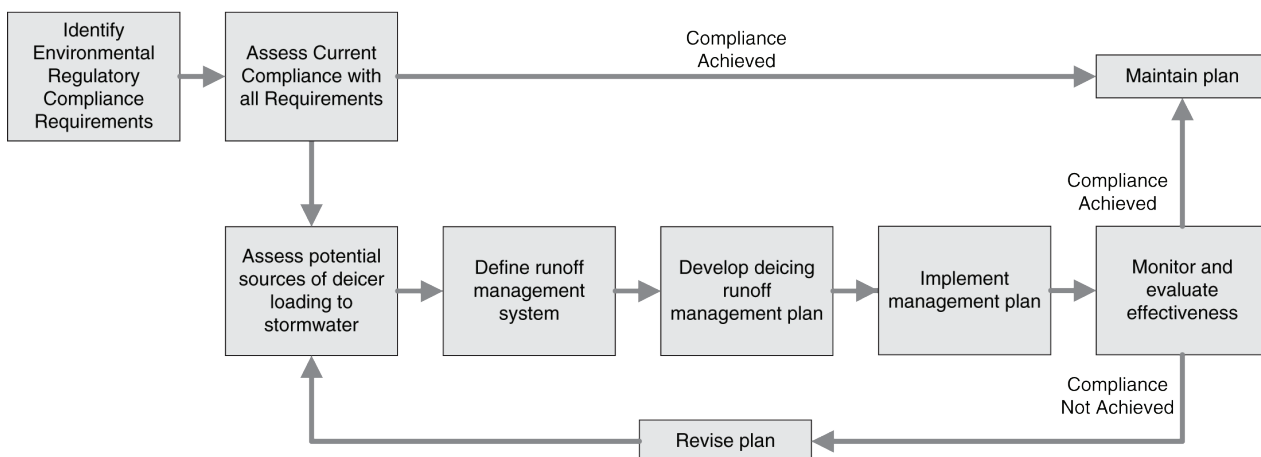 Identify
Environmental
Regulatory
Compliance
Requirements
Assess Current
Compliance with
all Requirements
Compliance
Achieved
Maintain plan
Compliance
Achieved
Assess potential
sources of deicer
loading to
stormwater
Define runoff
management
system
Develop deicing
runoff
management plan
Implement
management plan
Monitor and
evaluate
effectiveness
Compliance
Not Achieved
Revise plan